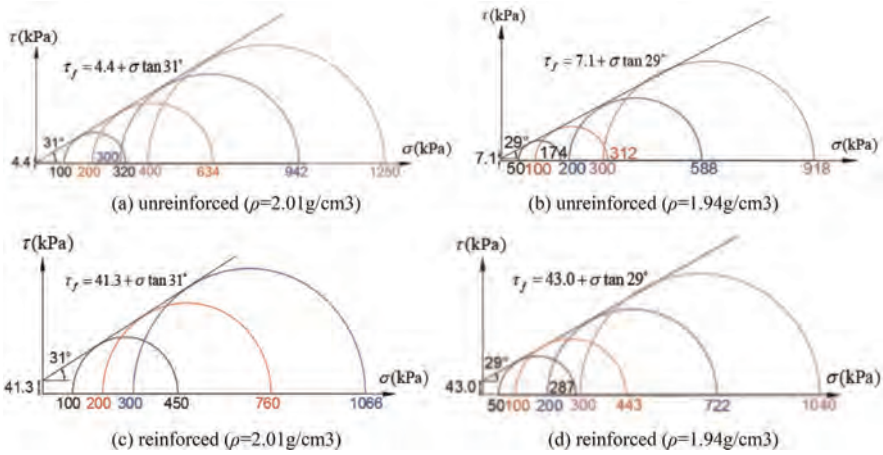 τ(kPa)
τ_f = 4.4 + σ tan 31°
31°
4.4
300
σ(kPa)
100 200 320 400 634 942 1250
(a) unreinforced (ρ=2.01g/cm3)
τ(kPa)
τ_f = 7.1 + σ tan 29°
29°
7.1
174
312
σ(kPa)
50 100 200 300 588 918
(b) unreinforced (ρ=1.94g/cm3)
τ(kPa)
τ_f = 41.3 + σ tan 31°
31°
41.3
σ(kPa)
100 200 300 450 760 1066
(c) reinforced (ρ=2.01g/cm3)
τ(kPa)
τ_f = 43.0 + σ tan 29°
29°
43.0
287
σ(kPa)
50 100 200 300 443 722 1040
(d) reinforced (ρ=1.94g/cm3)